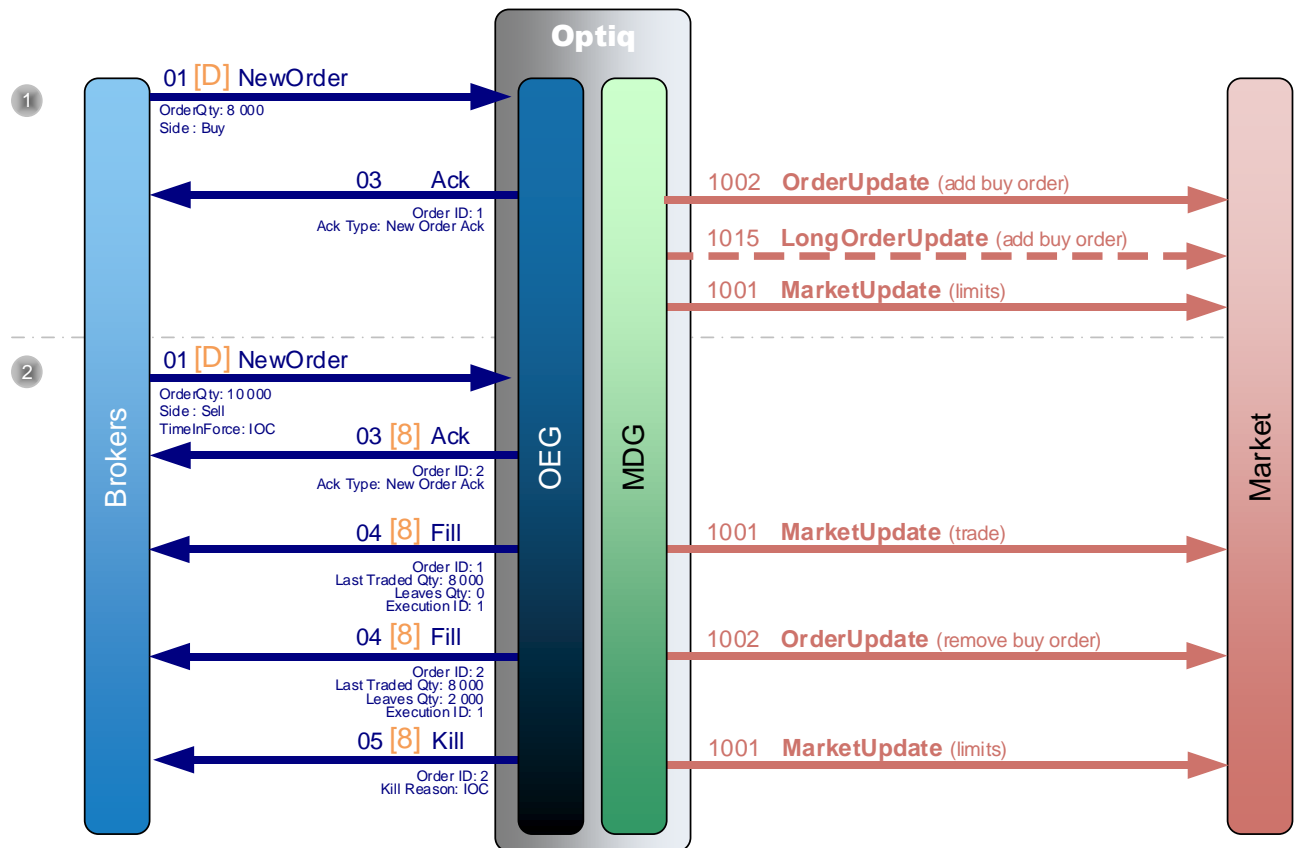 Optiq
1
01 [D] NewOrder
OrderQty: 8 000
Side : Buy
03 Ack
Order ID: 1
Ack Type: New Order Ack
1002 OrderUpdate (add buy order)
1015 LongOrderUpdate (add buy order)
1001 MarketUpdate (limits)
2
01 [D] NewOrder
OrderQty: 10 000
Side : Sell
TimeInForce: IOC
03 [8] Ack
Order ID: 2
Ack Type: New Order Ack
04 [8] Fill
Order ID: 1
Last Traded Qty: 8 000
Leaves Qty: 0
Execution ID: 1
1001 MarketUpdate (trade)
04 [8] Fill
Order ID: 2
Last Traded Qty: 8 000
Leaves Qty: 2 000
Execution ID: 1
1002 OrderUpdate (remove buy order)
05 [8] Kill
Order ID: 2
Kill Reason: IOC
1001 MarketUpdate (limits)
Brokers
OEG
MDG
Market